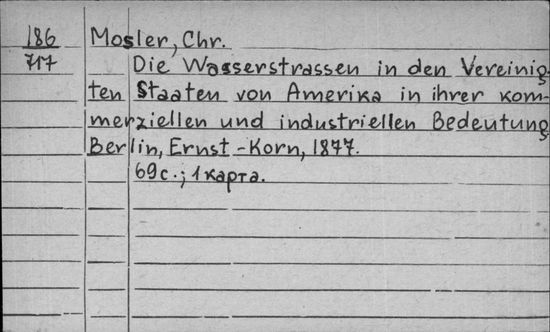 186 Mosler, Chr.
717 Die Wasserstrassen in den Vereinig-
ten Staaten von Amerika in ihrer kom-
merziellen und industriellen Bedeutung
Berlin, Ernst-Korn, 1877.
69 с.; 1 карта.